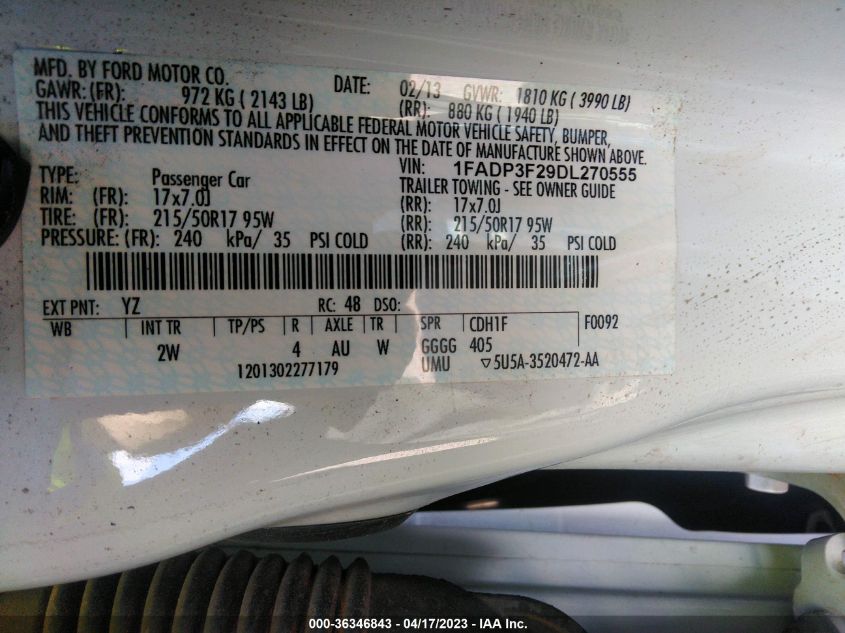 MFD. BY FORD MOTOR CO. DATE: 02/13 GVWR: 1810 KG ( 3990 LB)
GAWR: (FR): 972 KG ( 2143 LB) (RR): 880 KG ( 1940 LB)
THIS VEHICLE CONFORMS TO ALL APPLICABLE FEDERAL MOTOR VEHICLE SAFETY, BUMPER,
AND THEFT PREVENTION STANDARDS IN EFFECT ON THE DATE OF MANUFACTURE SHOWN ABOVE.
VIN: 1FADP3F29DL270555
TYPE: Passenger Car TRAILER TOWING - SEE OWNER GUIDE
RIM: (FR) 17x7.0J (RR): 17x7.0J
TIRE: (FR) 215/50R17 95W (RR): 215/50R17 95W
PRESSURE: (FR): 240 kPa/ 35 PSI COLD (RR): 240 kPa/ 35 PSI COLD
EXT PNT: YZ RC: 48 DSO:
WB INT TR TP/PS R AXLE TR SPR CDH1F F0092
2W 4 AU W GGGG 405
1201302277179 UMU ▽5U5A-3520472-AA
000-36346843 / 04/17/2023 - IAA Inc.